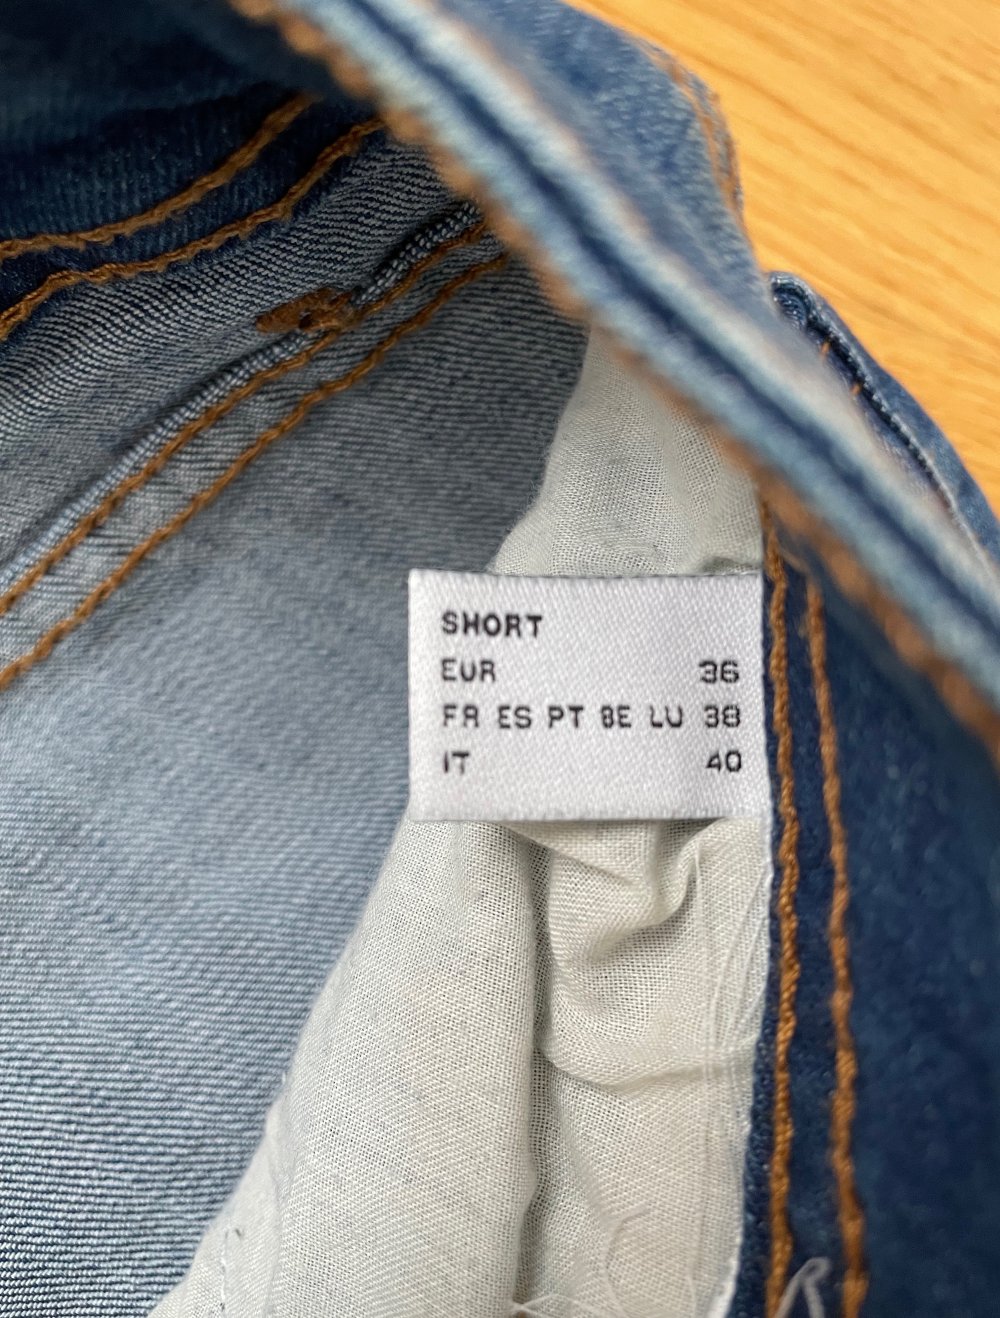 SHORT
EUR 36
FR ES PT BE LU 38
IT 40